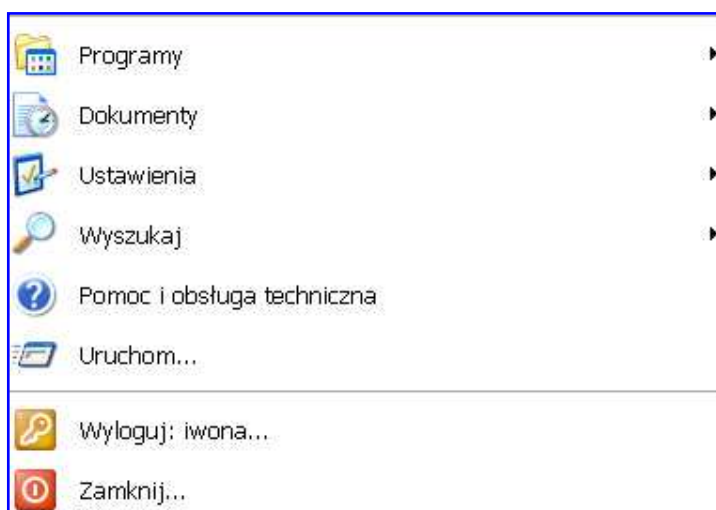 Programy
Dokumenty
Ustawienia
Wyszukaj
Pomoc i obsługa techniczna
Uruchom...
Wyloguj: iwona...
Zamknij...